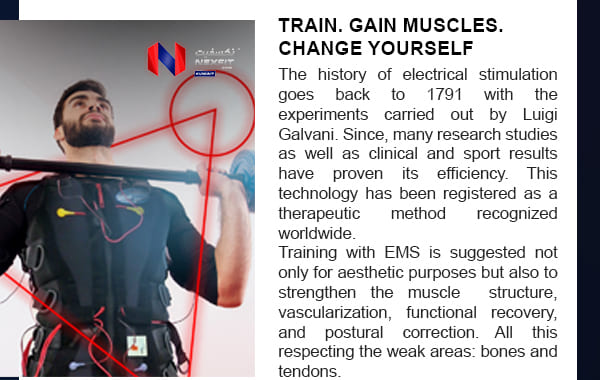 نكسفيت
NEXFIT
KUWAIT
TRAIN. GAIN MUSCLES.
CHANGE YOURSELF
The history of electrical stimulation
goes back to 1791 with the
experiments carried out by Luigi
Galvani. Since, many research studies
as well as clinical and sport results
have proven its efficiency. This
technology has been registered as a
therapeutic method recognized
worldwide.
Training with EMS is suggested not
only for aesthetic purposes but also to
strengthen the muscle structure,
vascularization, functional recovery,
and postural correction. All this
respecting the weak areas: bones and
tendons.